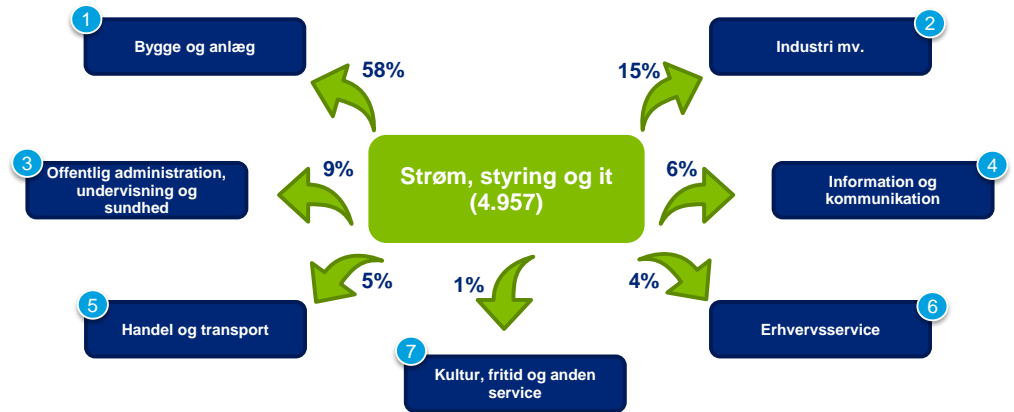 1
Bygge og anlæg
2
Industri mv.
58%
15%
3
Offentlig administration,
undervisning og
sundhed
9%
Strøm, styring og it
(4.957)
6%
4
Information og
kommunikation
5
Handel og transport
5%
1%
4%
6
Erhvervsservice
7
Kultur, fritid og anden
service